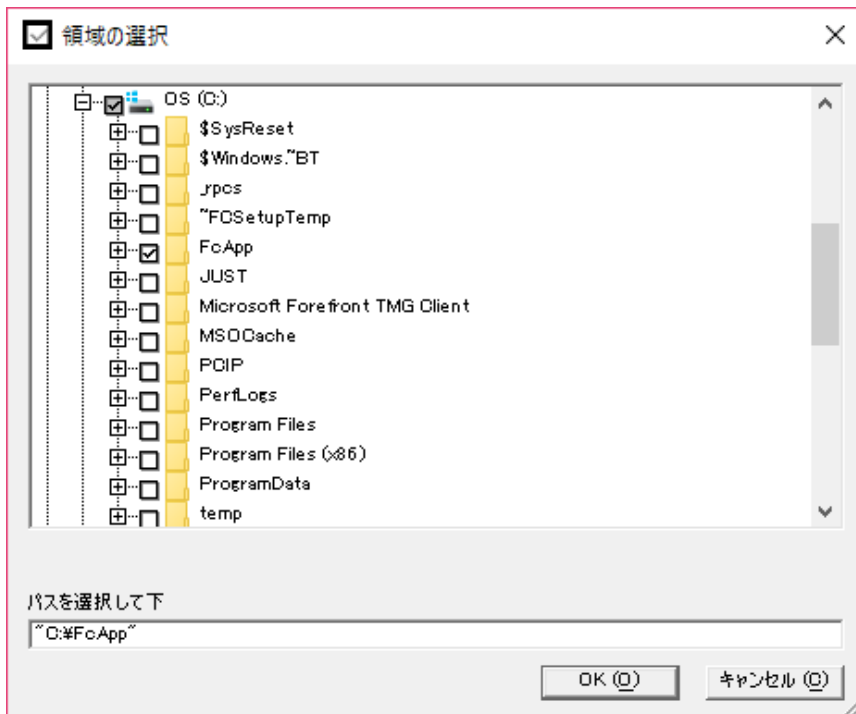 領域の選択
OS (C:)
$SysReset
$Windows.~BT
_rpcs
~FCSetupTemp
FcApp
JUST
Microsoft Forefront TMG Client
MSOCache
PCIP
PerfLogs
Program Files
Program Files (x86)
ProgramData
temp
パスを選択して下
"C:¥FcApp"
OK (O)
キャンセル (C)